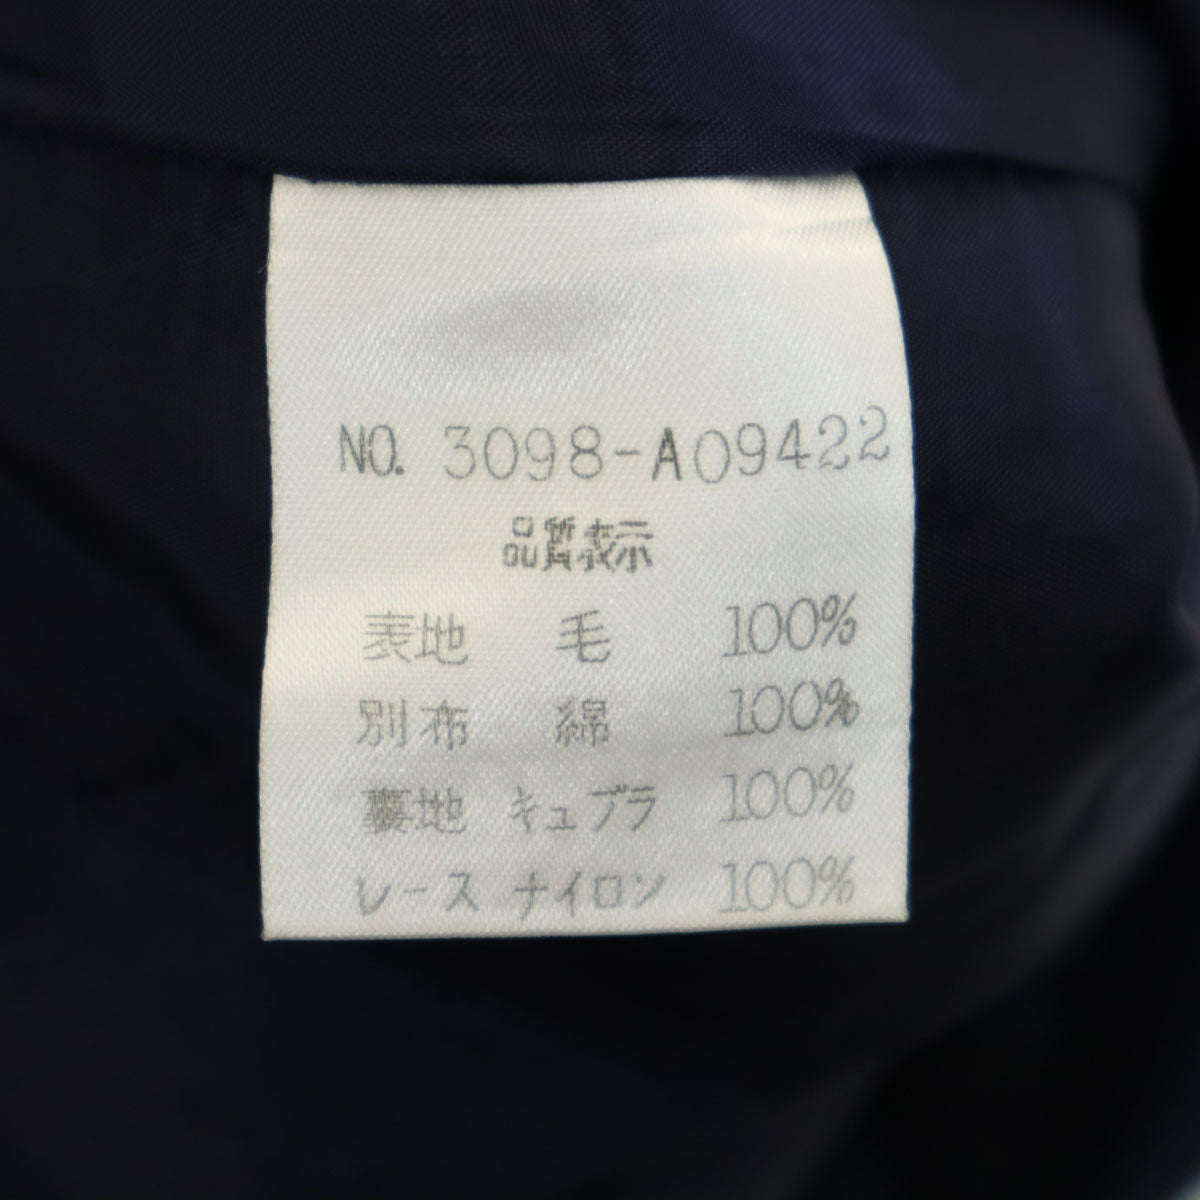 NO. 3098-A09422
品質表示
表地 毛 100%
別布 綿 100%
裏地 キュプラ 100%
レース ナイロン 100%